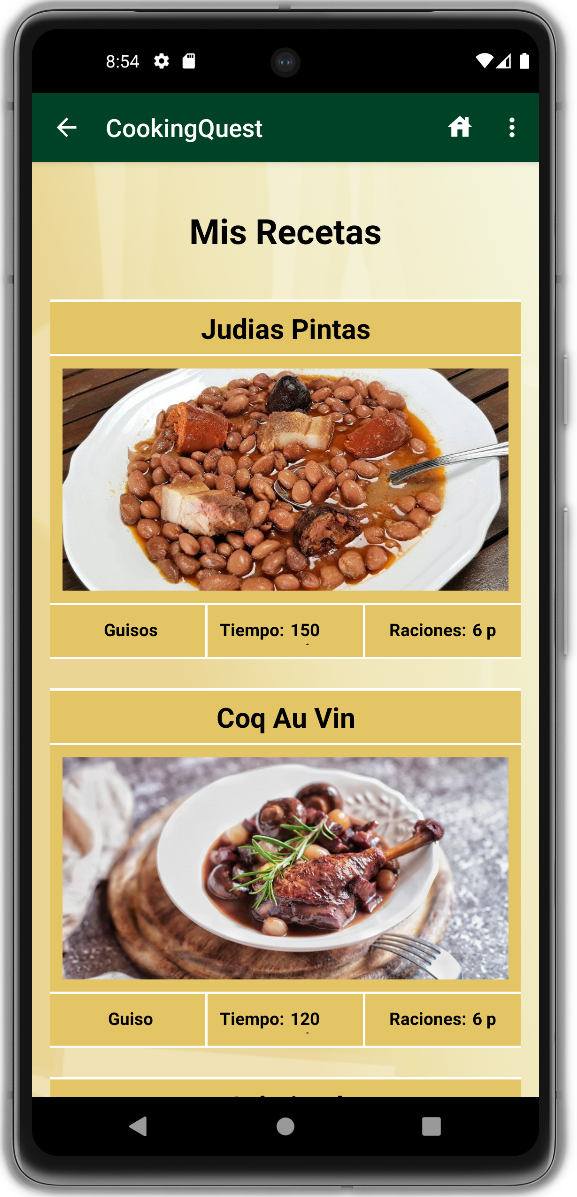 8:54
CookingQuest
Mis Recetas
Judias Pintas
Guisos
Tiempo: 150
Raciones: 6 p
Coq Au Vin
Guiso
Tiempo: 120
Raciones: 6 p